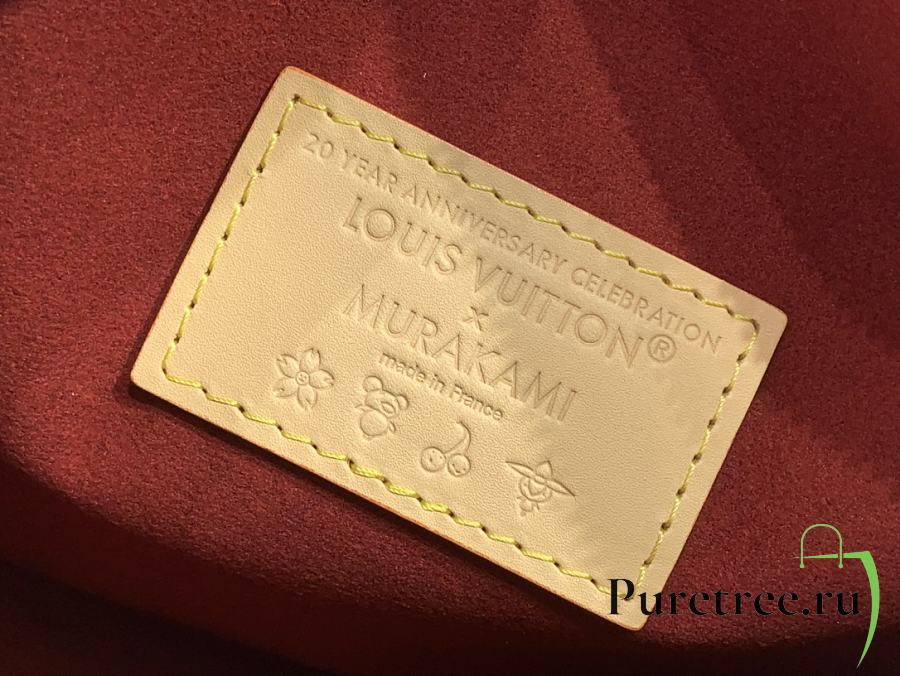 20 YEAR ANNIVERSARY CELEBRATION
LOUIS VUITTON®
×
MURAKAMI
made in France
Puretree.ru